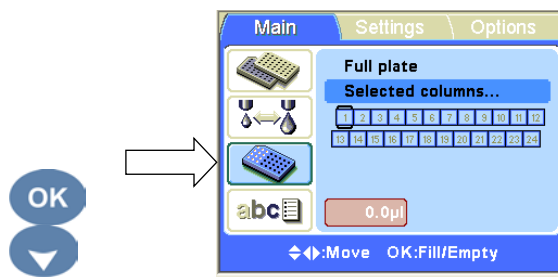 Main Settings Options
Full plate
Selected columns...
1 2 3 4 5 6 7 8 9 10 11 12
13 14 15 16 17 18 19 20 21 22 23 24
abc
0.0µl
:Move OK:Fill/Empty
OK